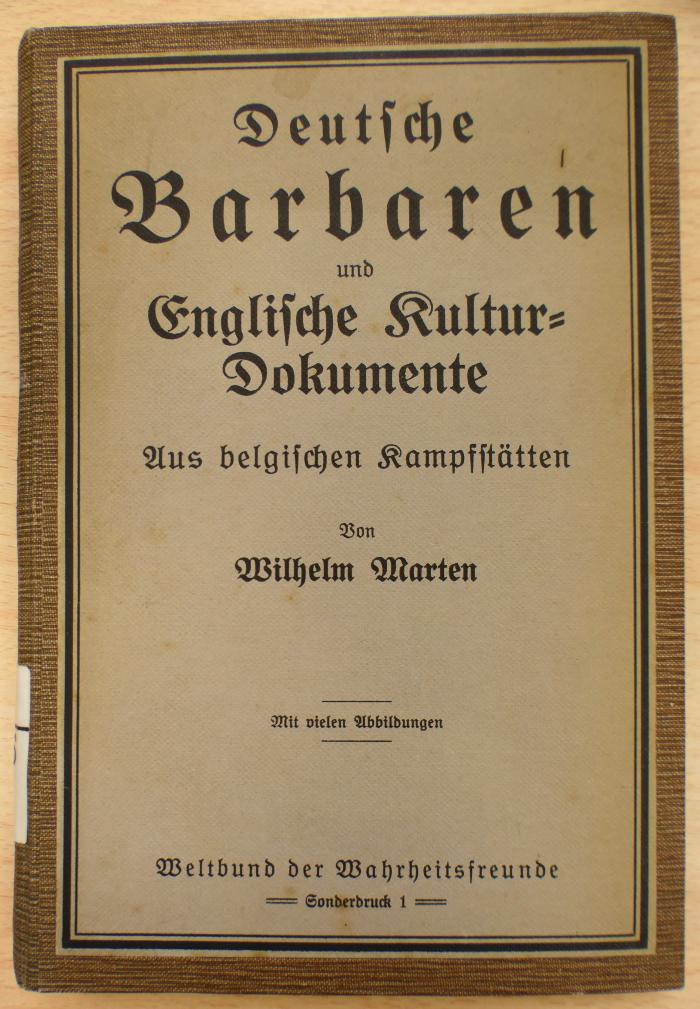 Deutſche
Barbaren
und
Engliſche Kultur=
Dokumente
Aus belgiſchen Kampfſtätten
Von
Wilhelm Marten
Mit vielen Abbildungen
Weltbund der Wahrheitsfreunde
Sonderdruck 1